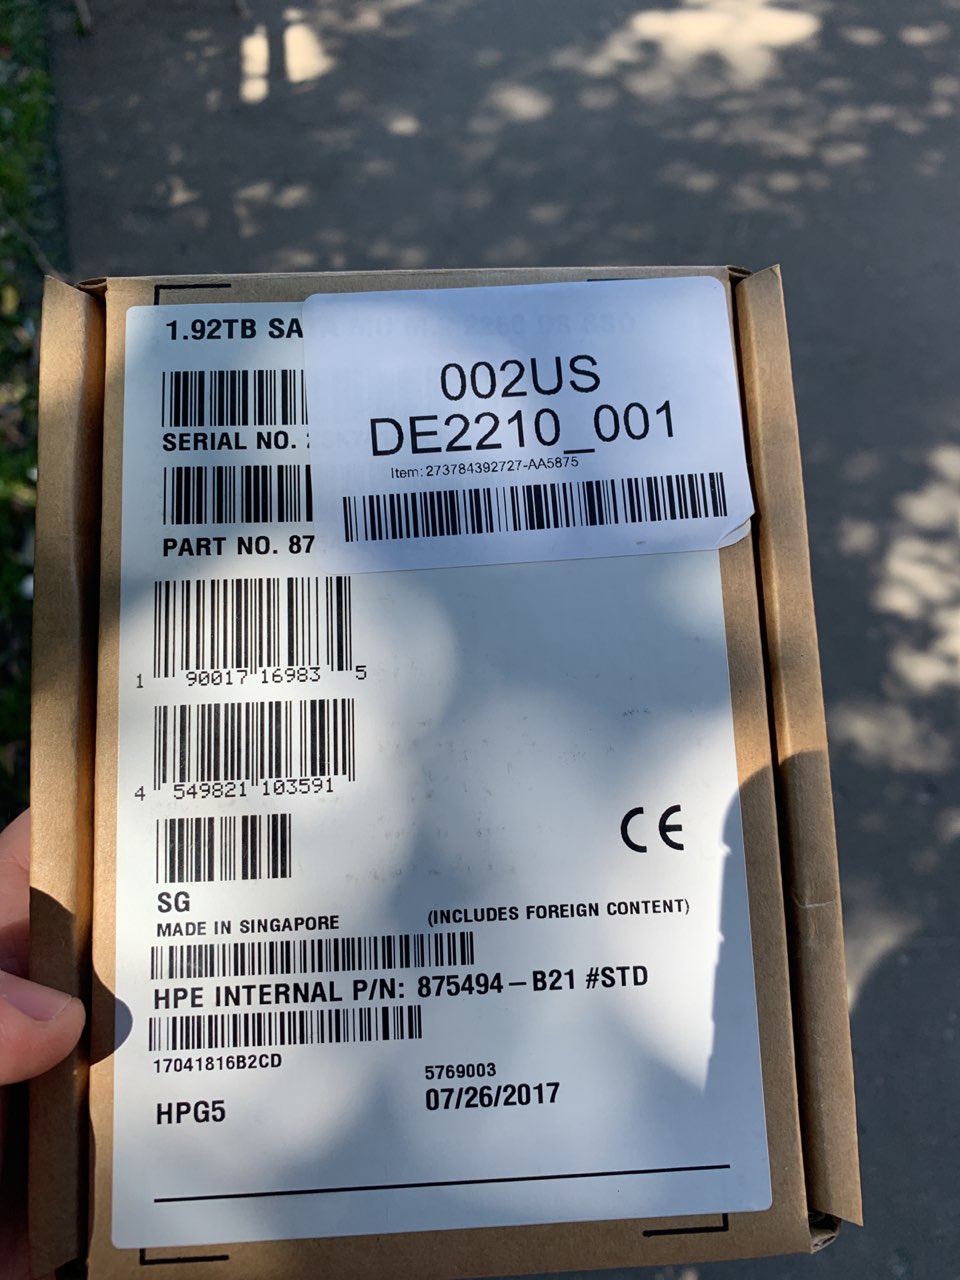 1.92TB SA
002US
DE2210_001
Item: 273784392727-AA5875
SERIAL NO.
PART NO. 87
1 90017 16983 5
4 549821 103591
CE
SG
MADE IN SINGAPORE (INCLUDES FOREIGN CONTENT)
HPE INTERNAL P/N: 875494-B21 #STD
17041816B2CD
5769003
HPG5
07/26/2017